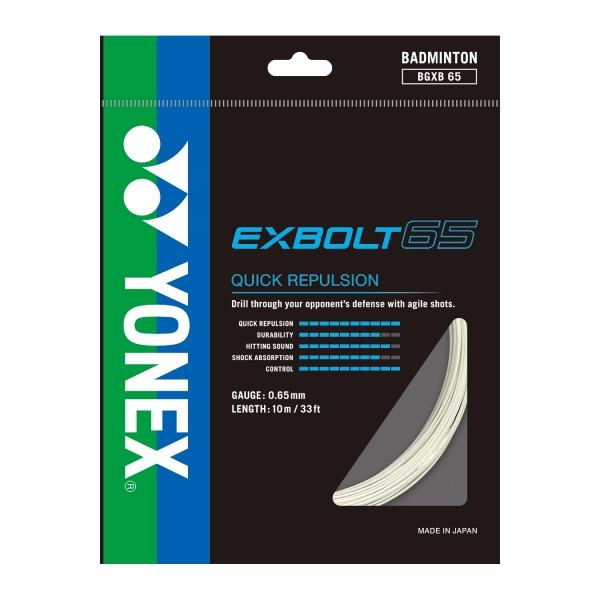 BADMINTON
BGXB 65
YONEX®
EXBOLT65
QUICK REPULSION
Drill through your opponent's defense with agile shots.
QUICK REPULSION
DURABILITY
HITTING SOUND
SHOCK ABSORPTION
CONTROL
GAUGE: 0.65mm
LENGTH: 10m / 33ft
MADE IN JAPAN